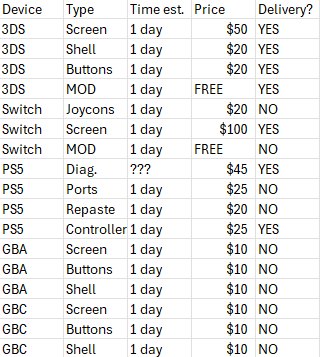 Device Type Time est. Price Delivery?
3DS Screen 1 day $50 YES
3DS Shell 1 day $20 YES
3DS Buttons 1 day $20 YES
3DS MOD 1 day FREE YES
Switch Joycons 1 day $20 NO
Switch Screen 1 day $100 YES
Switch MOD 1 day FREE NO
PS5 Diag. ??? $45 YES
PS5 Ports 1 day $25 NO
PS5 Repaste 1 day $20 NO
PS5 Controller 1 day $25 YES
GBA Screen 1 day $10 NO
GBA Buttons 1 day $10 NO
GBA Shell 1 day $10 NO
GBC Screen 1 day $10 NO
GBC Buttons 1 day $10 NO
GBC Shell 1 day $10 NO